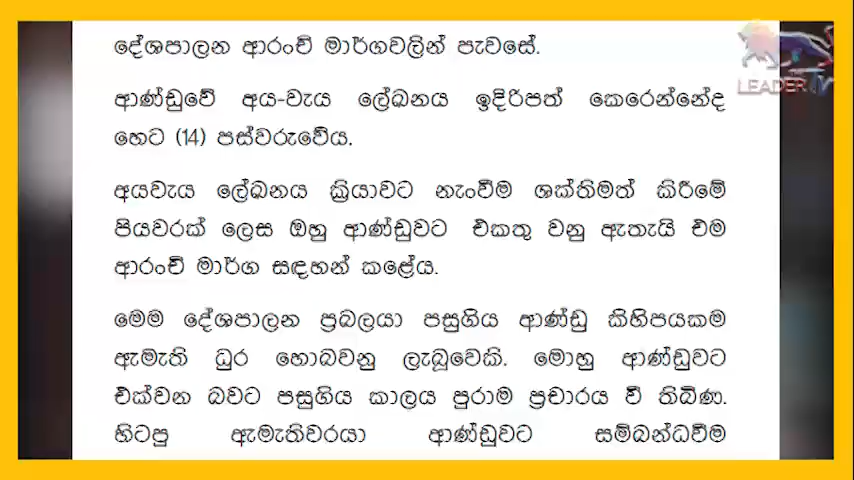 දේශපාලන ආරංචි මාර්ගවලින් පැවසේ.
ආණ්ඩුවේ අය-වැය ලේඛනය ඉදිරිපත් කෙරෙන්නේද
හෙට (14) පස්වරුවේය.
අයවැය ලේඛනය ක්‍රියාවට නැංවීම ශක්තිමත් කිරීමේ
පියවරක් ලෙස ඔහු ආණ්ඩුවට එකතු වනු ඇතැයි එම
ආරංචි මාර්ග සඳහන් කළේය.
මෙම දේශපාලන ප්‍රබලයා පසුගිය ආණ්ඩු කිහිපයකම
ඇමැති ධුර හොබවනු ලැබූවෙකි. මොහු ආණ්ඩුවට
එක්වන බවට පසුගිය කාලය පුරාම ප්‍රචාරය වී තිබිණ.
හිටපු ඇමැතිවරයා ආණ්ඩුවට සම්බන්ධවීම
THE
LEADER TV